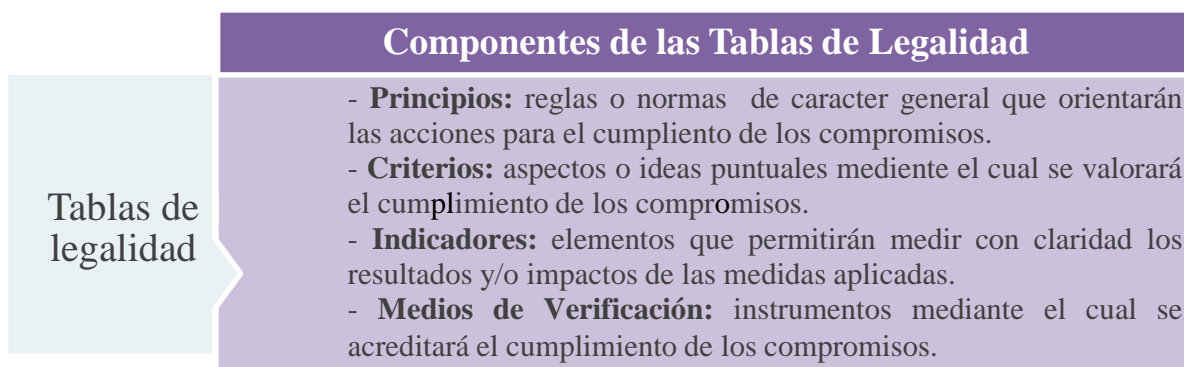 Componentes de las Tablas de Legalidad
Tablas de
legalidad
- Principios: reglas o normas de caracter general que orientarán
las acciones para el cumpliento de los compromisos.
- Criterios: aspectos o ideas puntuales mediente el cual se valorará
el cumplimiento de los compromisos.
- Indicadores: elementos que permitirán medir con claridad los
resultados y/o impactos de las medidas aplicadas.
- Medios de Verificación: instrumentos mediante el cual se
acreditará el cumplimiento de los compromisos.